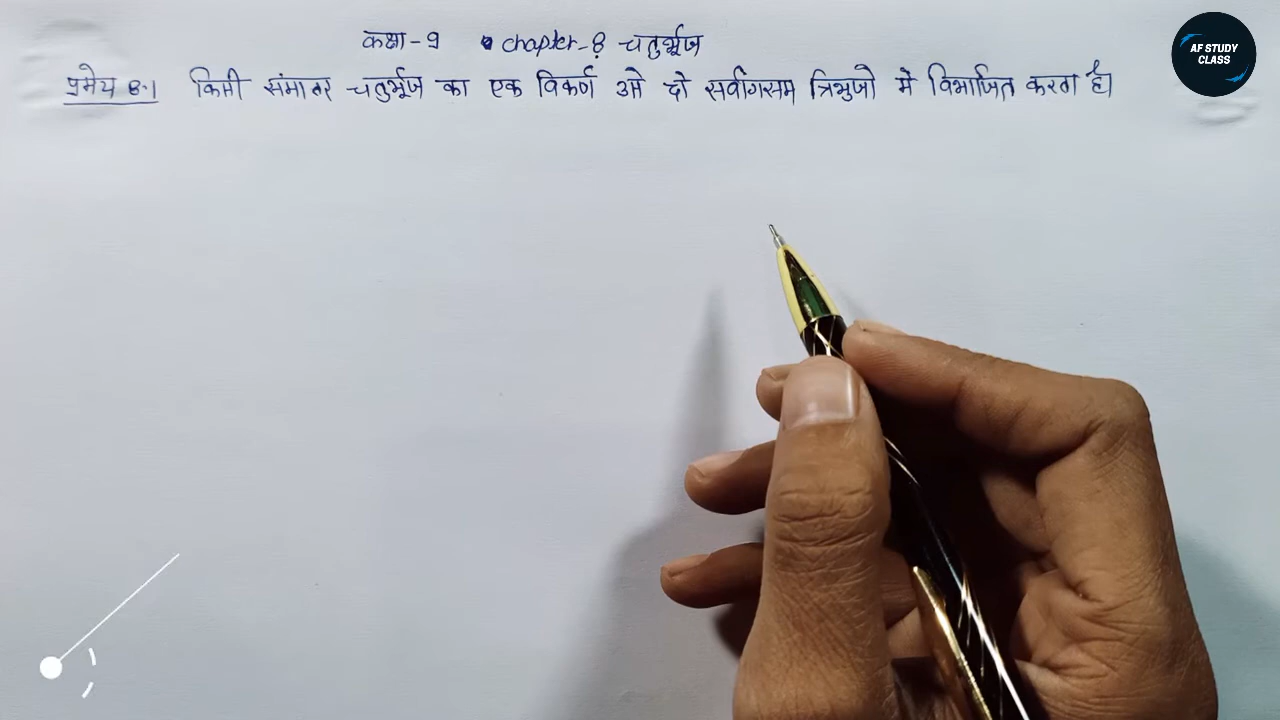 कक्षा-9 • chapter-8 चतुर्भुज
प्रमेय 8.1 किसी समांतर चतुर्भुज का एक विकर्ण उसे दो सर्वांगसम त्रिभुजों में विभाजित करता है।
AF STUDY
CLASS